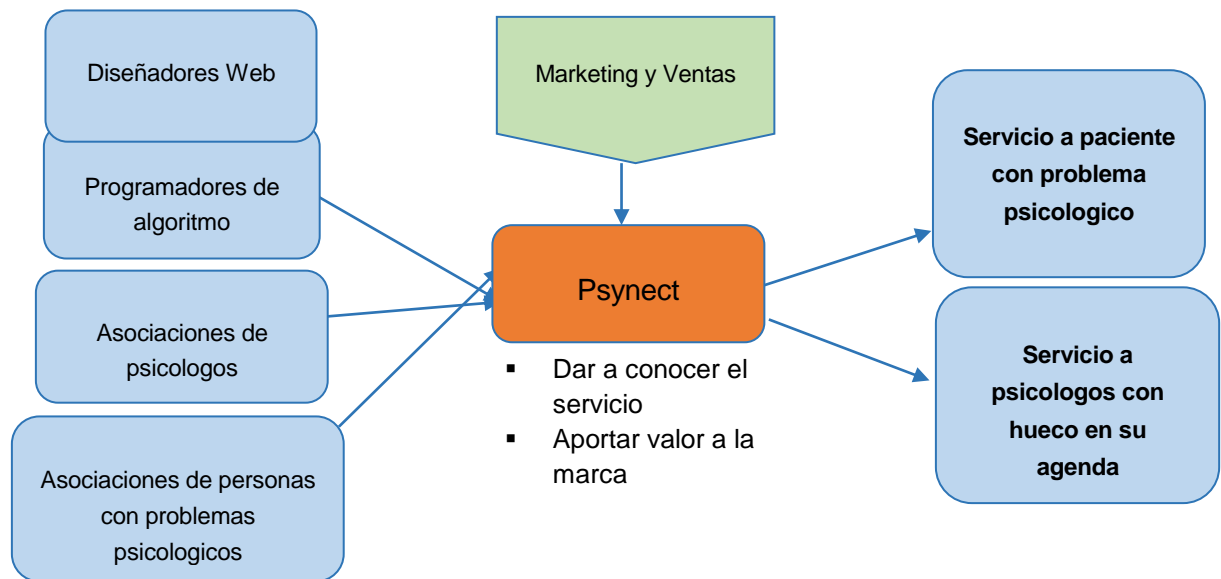 Diseñadores Web
Programadores de
algoritmo
Asociaciones de
psicologos
Asociaciones de personas
con problemas
psicologicos
Marketing y Ventas
Psynect
▪ Dar a conocer el
servicio
▪ Aportar valor a la
marca
Servicio a paciente
con problema
psicologico
Servicio a
psicologos con
hueco en su
agenda